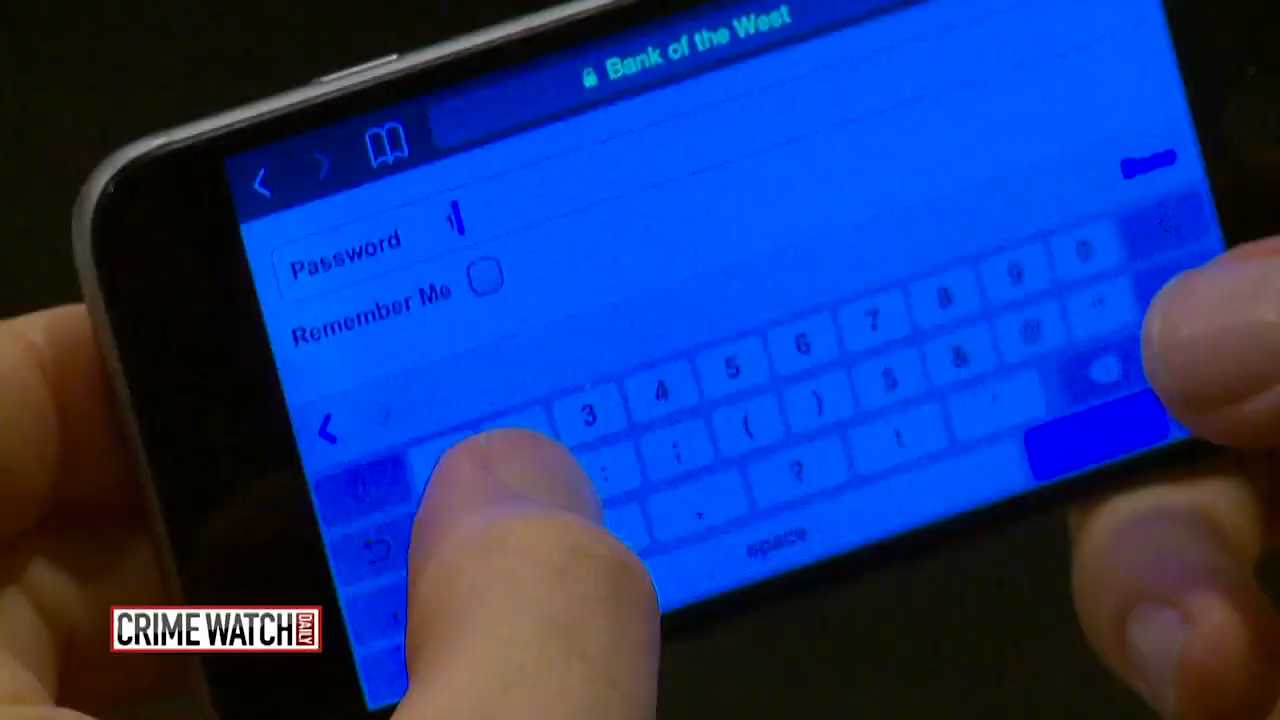 Bank of the West
Password 1
Remember Me
3 4 5 6 7 8 9 0
: ; ( ) $ & @ "
. , ? ! '
space
CRIME WATCH DAILY